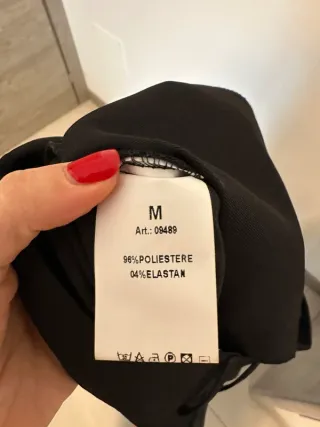 M
Art.: 09489
96%POLIESTERE
04%ELASTAN